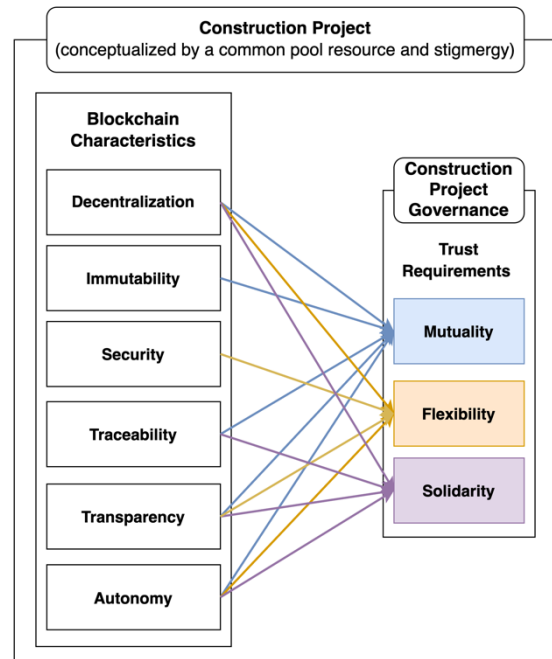 Construction Project
(conceptualized by a common pool resource and stigmergy)
Blockchain
Characteristics
Decentralization
Immutability
Security
Traceability
Transparency
Autonomy
Construction
Project
Governance
Trust
Requirements
Mutuality
Flexibility
Solidarity